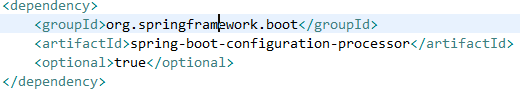 <dependency>
<groupId>org.springframework.boot</groupId>
<artifactId>spring-boot-configuration-processor</artifactId>
<optional>true</optional>
</dependency>